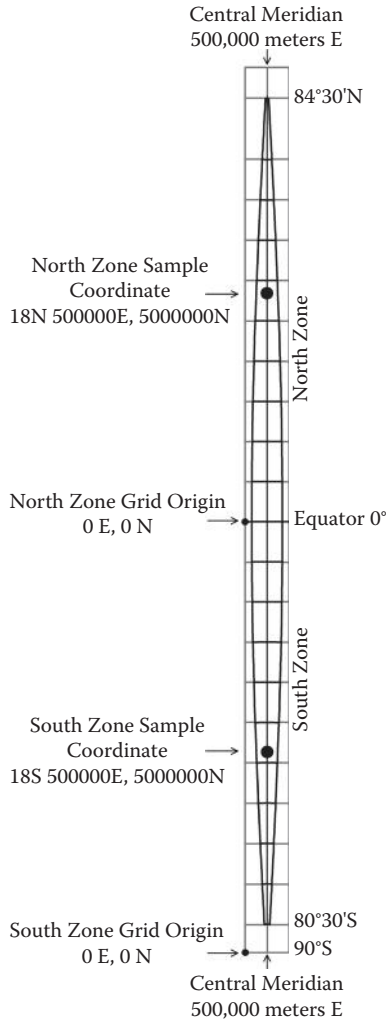 Central Meridian
500,000 meters E
84°30'N
North Zone Sample
Coordinate
18N 500000E, 5000000N
North Zone
North Zone Grid Origin
0 E, 0 N
Equator 0°
South Zone
South Zone Sample
Coordinate
18S 500000E, 5000000N
80°30'S
South Zone Grid Origin
0 E, 0 N
90°S
Central Meridian
500,000 meters E